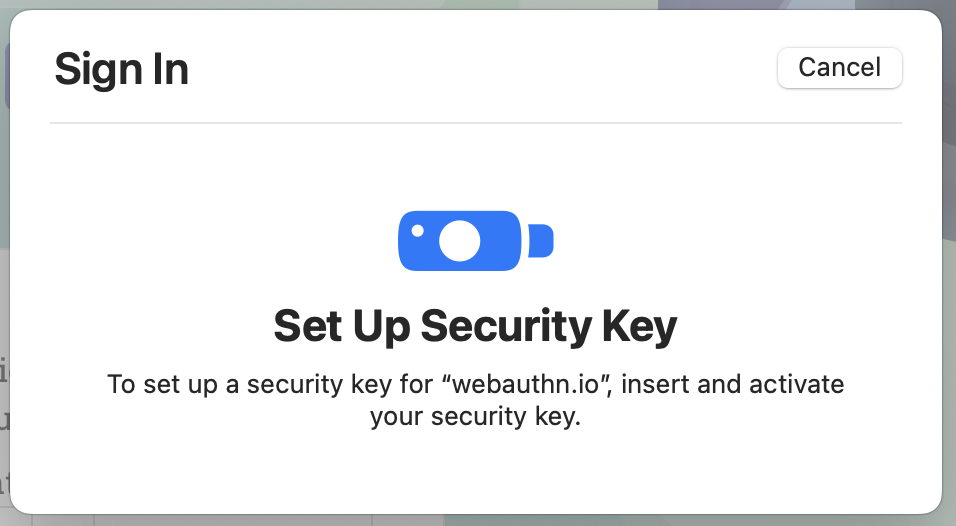 Sign In
Cancel
Set Up Security Key
To set up a security key for “webauthn.io”, insert and activate
your security key.